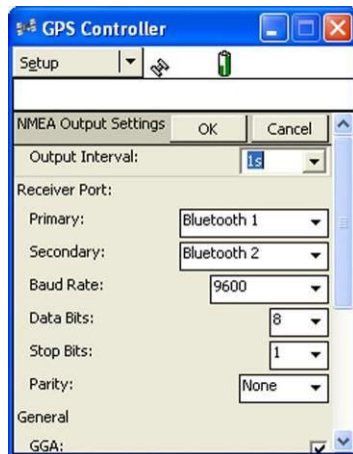 GPS Controller
Setup
NMEA Output Settings OK Cancel
Output Interval: 1s
Receiver Port:
Primary: Bluetooth 1
Secondary: Bluetooth 2
Baud Rate: 9600
Data Bits: 8
Stop Bits: 1
Parity: None
General
GGA: